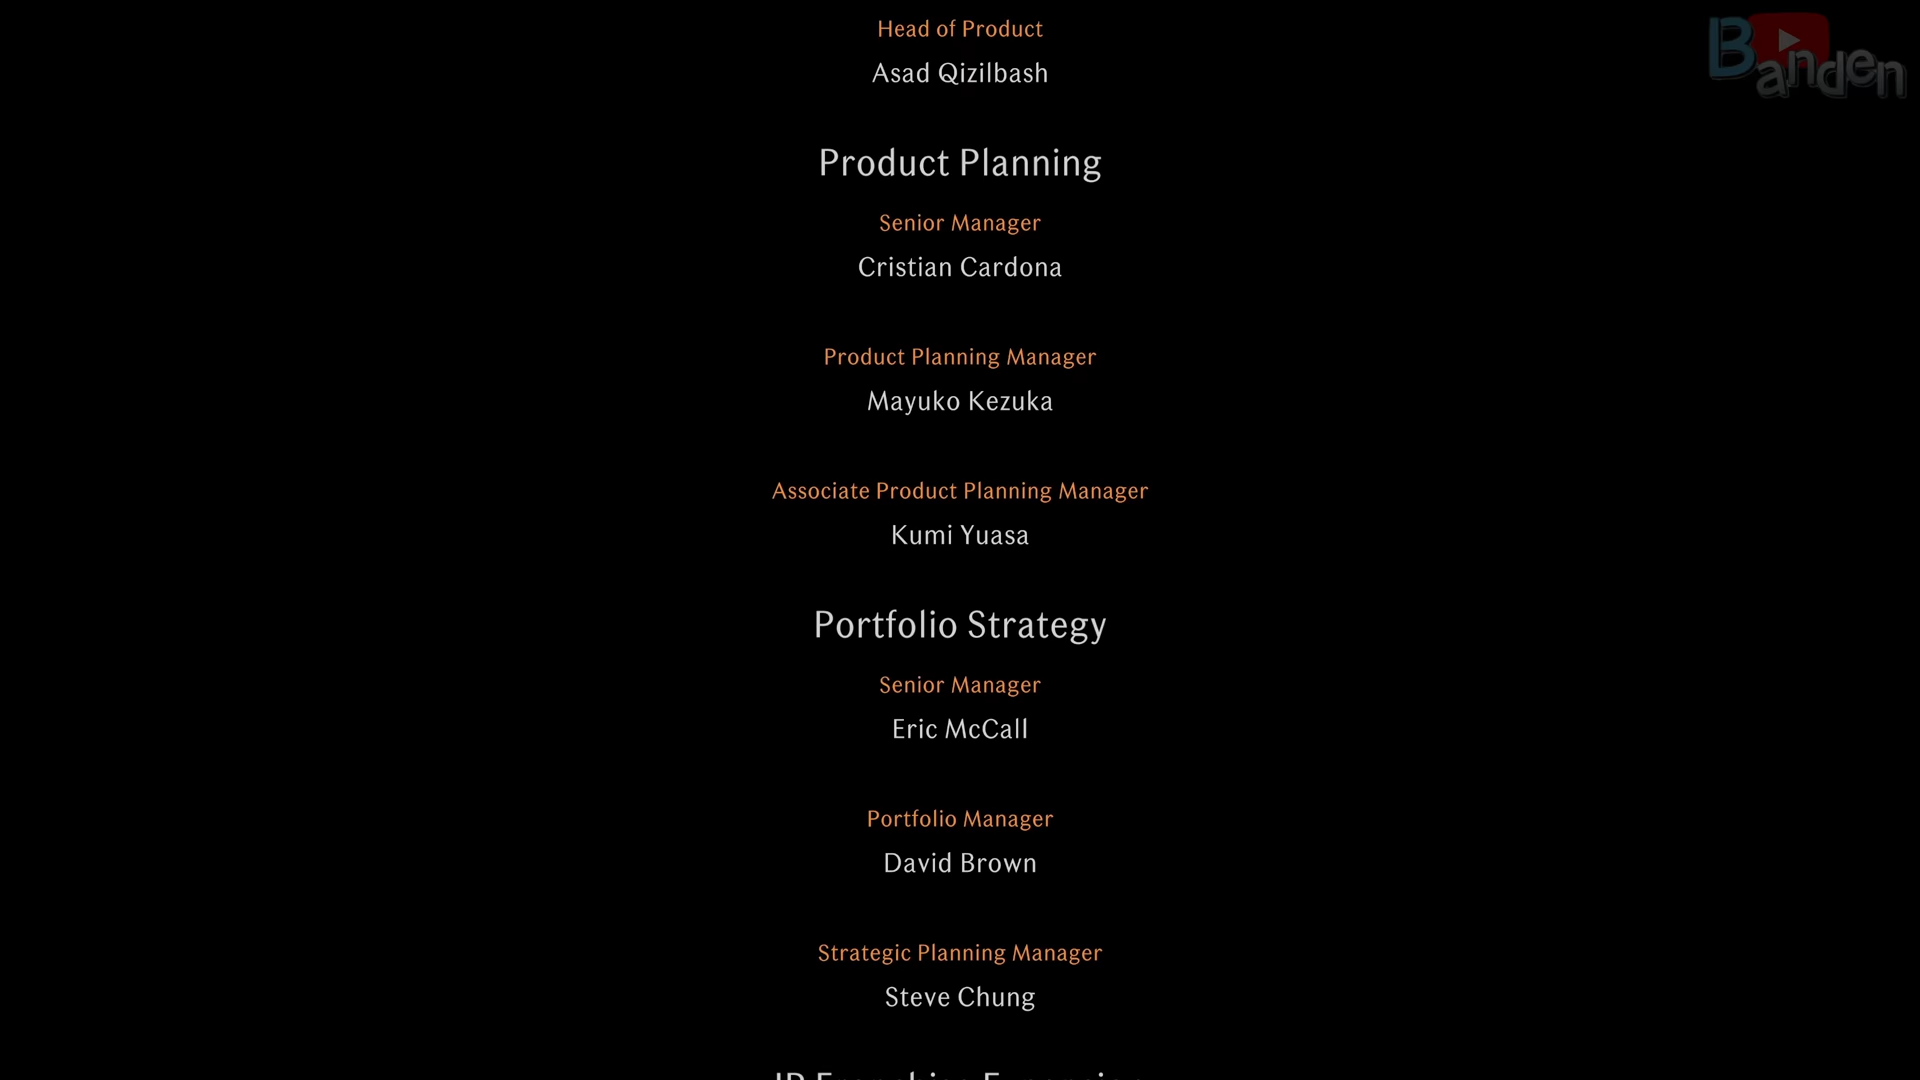 Head of Product
Asad Qizilbash
Banden
Product Planning
Senior Manager
Cristian Cardona
Product Planning Manager
Mayuko Kezuka
Associate Product Planning Manager
Kumi Yuasa
Portfolio Strategy
Senior Manager
Eric McCall
Portfolio Manager
David Brown
Strategic Planning Manager
Steve Chung